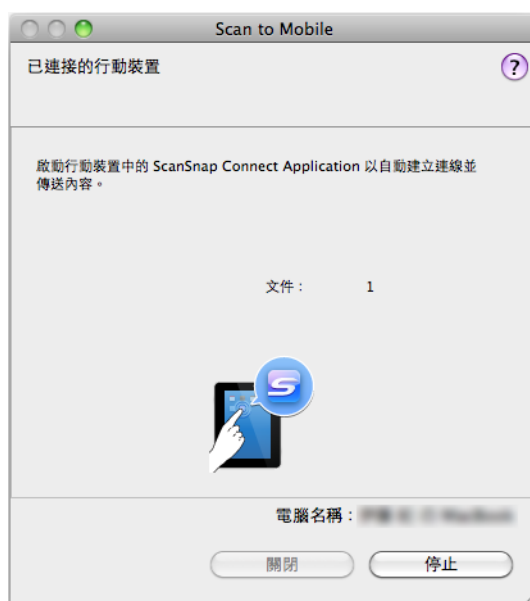 Scan to Mobile
已連接的行動裝置
?
啟動行動裝置中的 ScanSnap Connect Application 以自動建立連線並
傳送內容。
文件： 1
S
電腦名稱：
關閉 停止